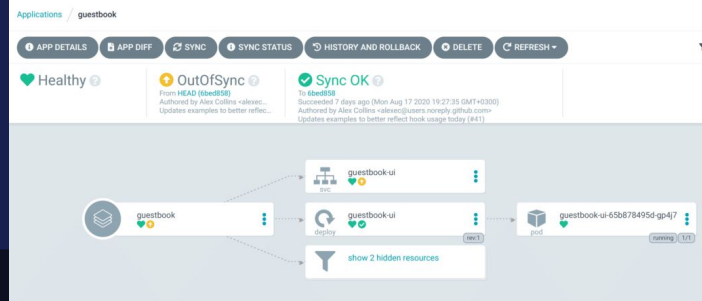 Applications / guestbook
APP DETAILS APP DIFF SYNC SYNC STATUS HISTORY AND ROLLBACK DELETE REFRESH
Healthy
OutOfSync
From HEAD (6bed858)
Authored by Alex Collins <alexec...
Updates examples to better reflec...
Sync OK
To 6bed858
Succeeded 7 days ago (Mon Aug 17 2020 19:27:35 GMT+0300)
Authored by Alex Collins <alexec@users.noreply.github.com>
Updates examples to better reflect hook usage today (#41)
guestbook-ui
svc
guestbook
guestbook-ui
deploy
rev:1
guestbook-ui-65b878495d-gp4j7
pod
running 1/1
show 2 hidden resources